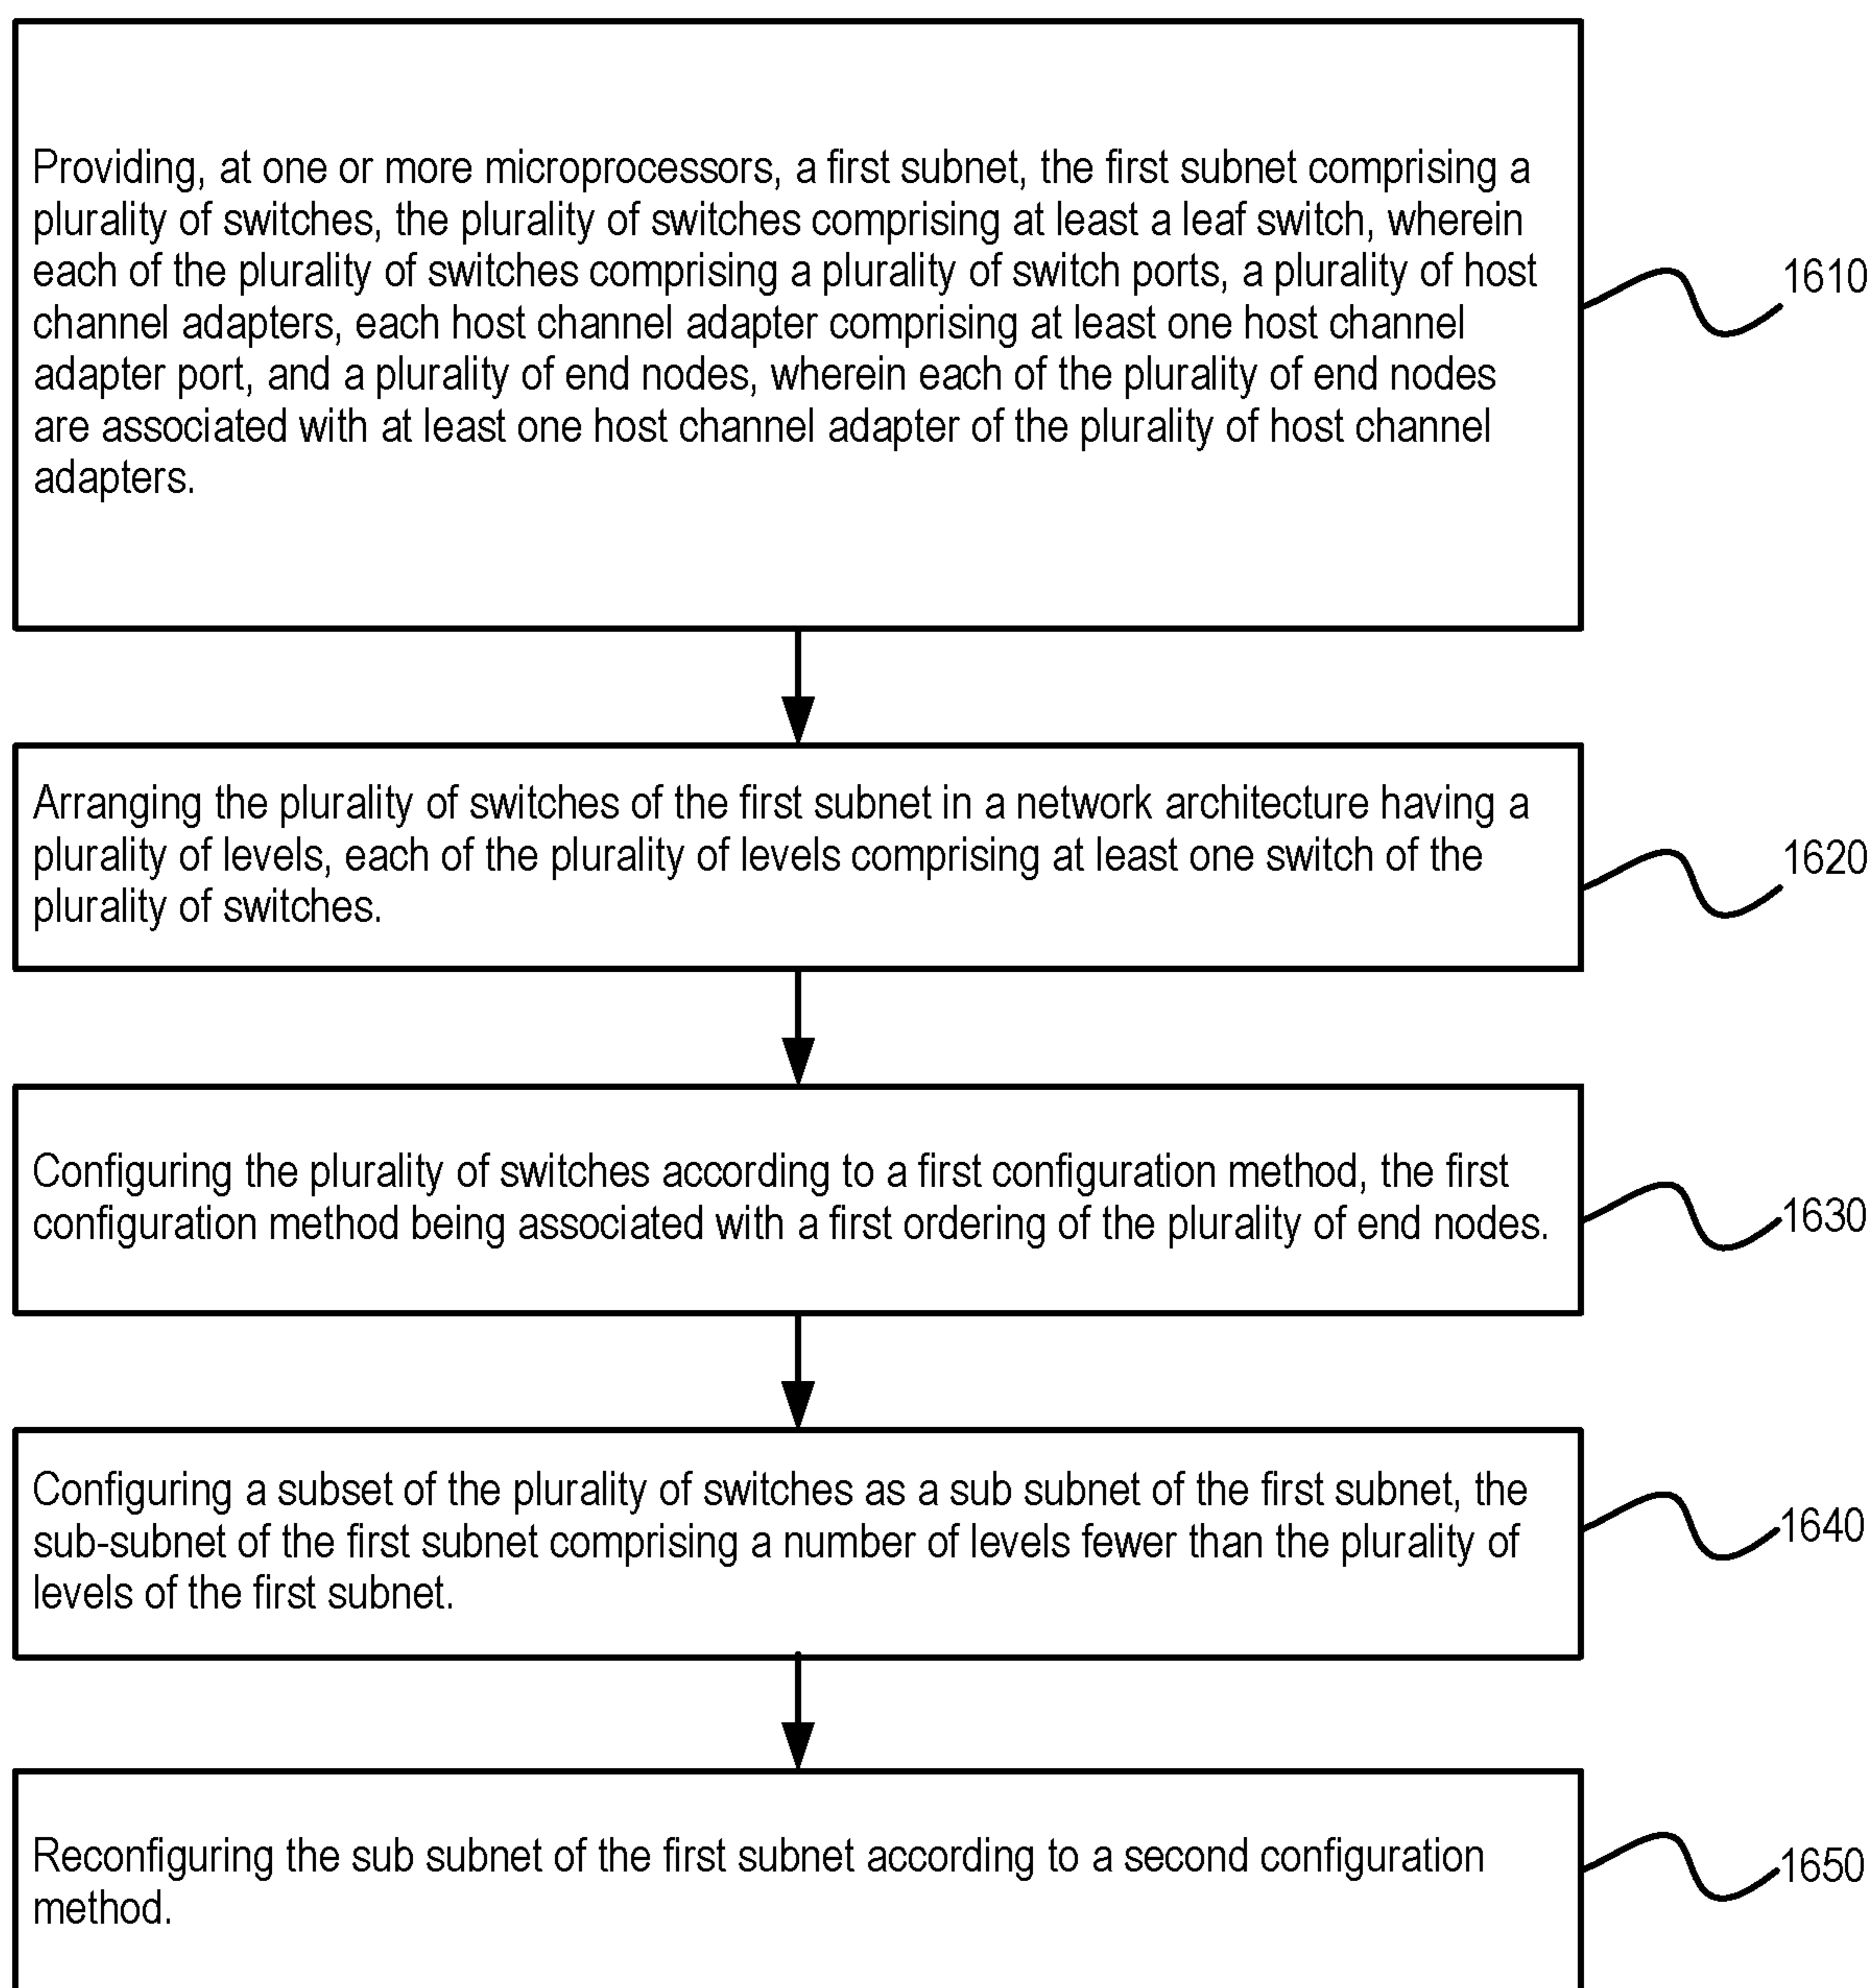 Providing, at one or more microprocessors, a first subnet, the first subnet comprising a
plurality of switches, the plurality of switches comprising at least a leaf switch, wherein
each of the plurality of switches comprising a plurality of switch ports, a plurality of host
channel adapters, each host channel adapter comprising at least one host channel
adapter port, and a plurality of end nodes, wherein each of the plurality of end nodes
are associated with at least one host channel adapter of the plurality of host channel
adapters.
1610
Arranging the plurality of switches of the first subnet in a network architecture having a
plurality of levels, each of the plurality of levels comprising at least one switch of the
plurality of switches.
1620
Configuring the plurality of switches according to a first configuration method, the first
configuration method being associated with a first ordering of the plurality of end nodes.
1630
Configuring a subset of the plurality of switches as a sub subnet of the first subnet, the
sub-subnet of the first subnet comprising a number of levels fewer than the plurality of
levels of the first subnet.
1640
Reconfiguring the sub subnet of the first subnet according to a second configuration
method.
1650